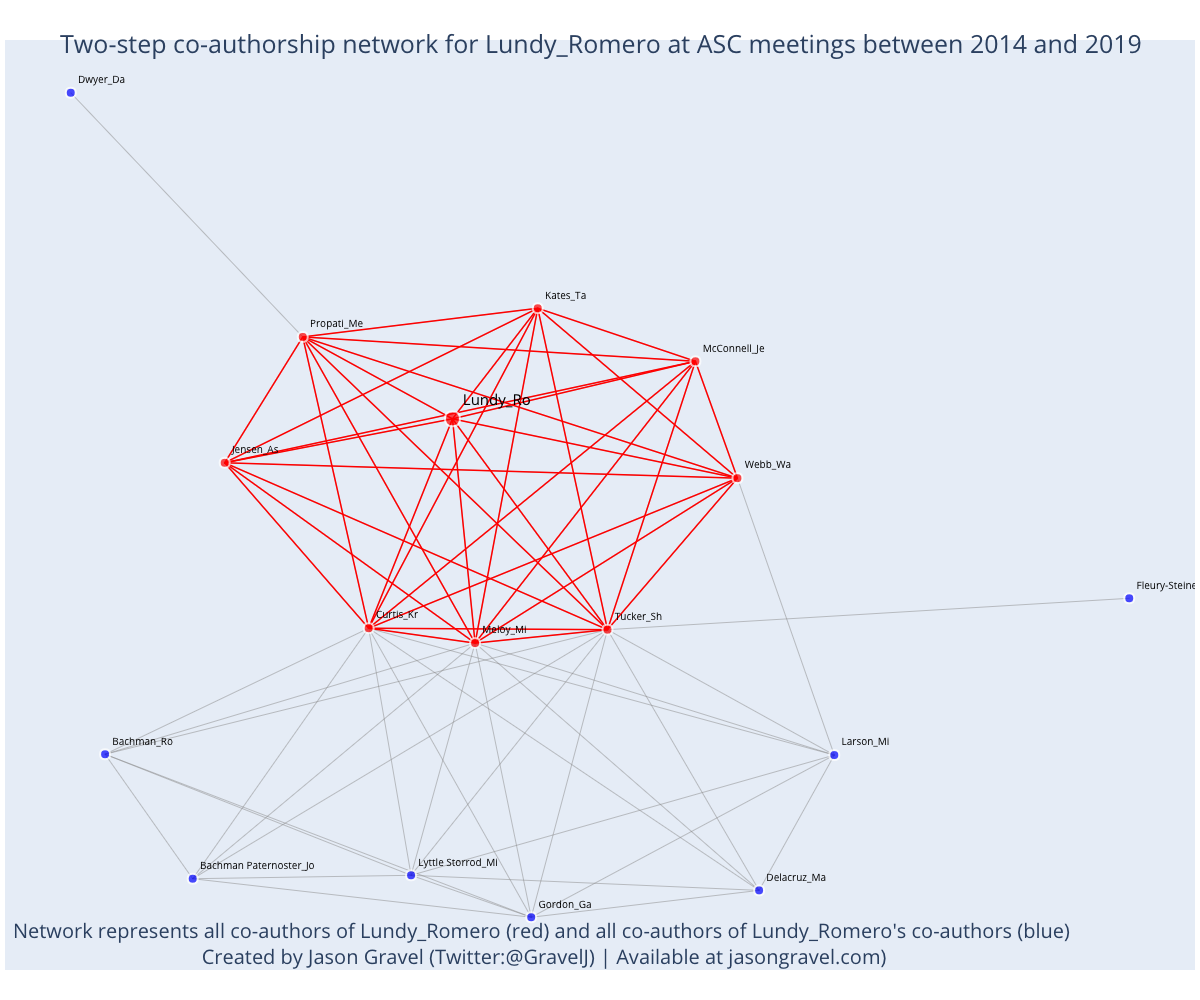 Two-step co-authorship network for Lundy_Romero at ASC meetings between 2014 and 2019
Dwyer_Da
Kates_Ta
Propati_Me
McConnell_Je
Lundy_Ro
Jensen_As
Webb_Wa
Fleury-Steine
Curtis_Kr
Tucker_Sh
Meloy_Mi
Bachman_Ro
Larson_Mi
Lyttle Storrod_Mi
Bachman Paternoster_Jo
Delacruz_Ma
Gordon_Ga
Network represents all co-authors of Lundy_Romero (red) and all co-authors of Lundy_Romero's co-authors (blue)
Created by Jason Gravel (Twitter:@GravelJ) | Available at jasongravel.com)